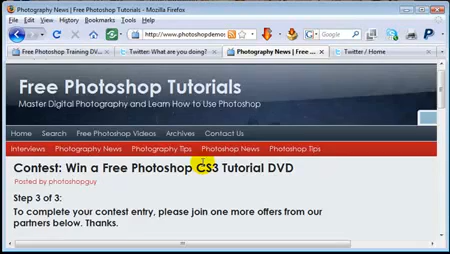 Photography News | Free Photoshop Tutorials - Mozilla Firefox
File Edit View History Bookmarks Tools Help
http://www.photoshopdemos
Free Photoshop Training DV...
Twitter: What are you doing?
Photography News | Free ...
Twitter / Home
Free Photoshop Tutorials
Master Digital Photography and Learn How to Use Photoshop
Home Search Free Photoshop Videos Archives Contact Us
Interviews Photography News Photography Tips Photoshop News Photoshop Tips
Contest: Win a Free Photoshop CS3 Tutorial DVD
Posted by photoshopguy
Step 3 of 3:
To complete your contest entry, please join one more offers from our
partners below. Thanks.